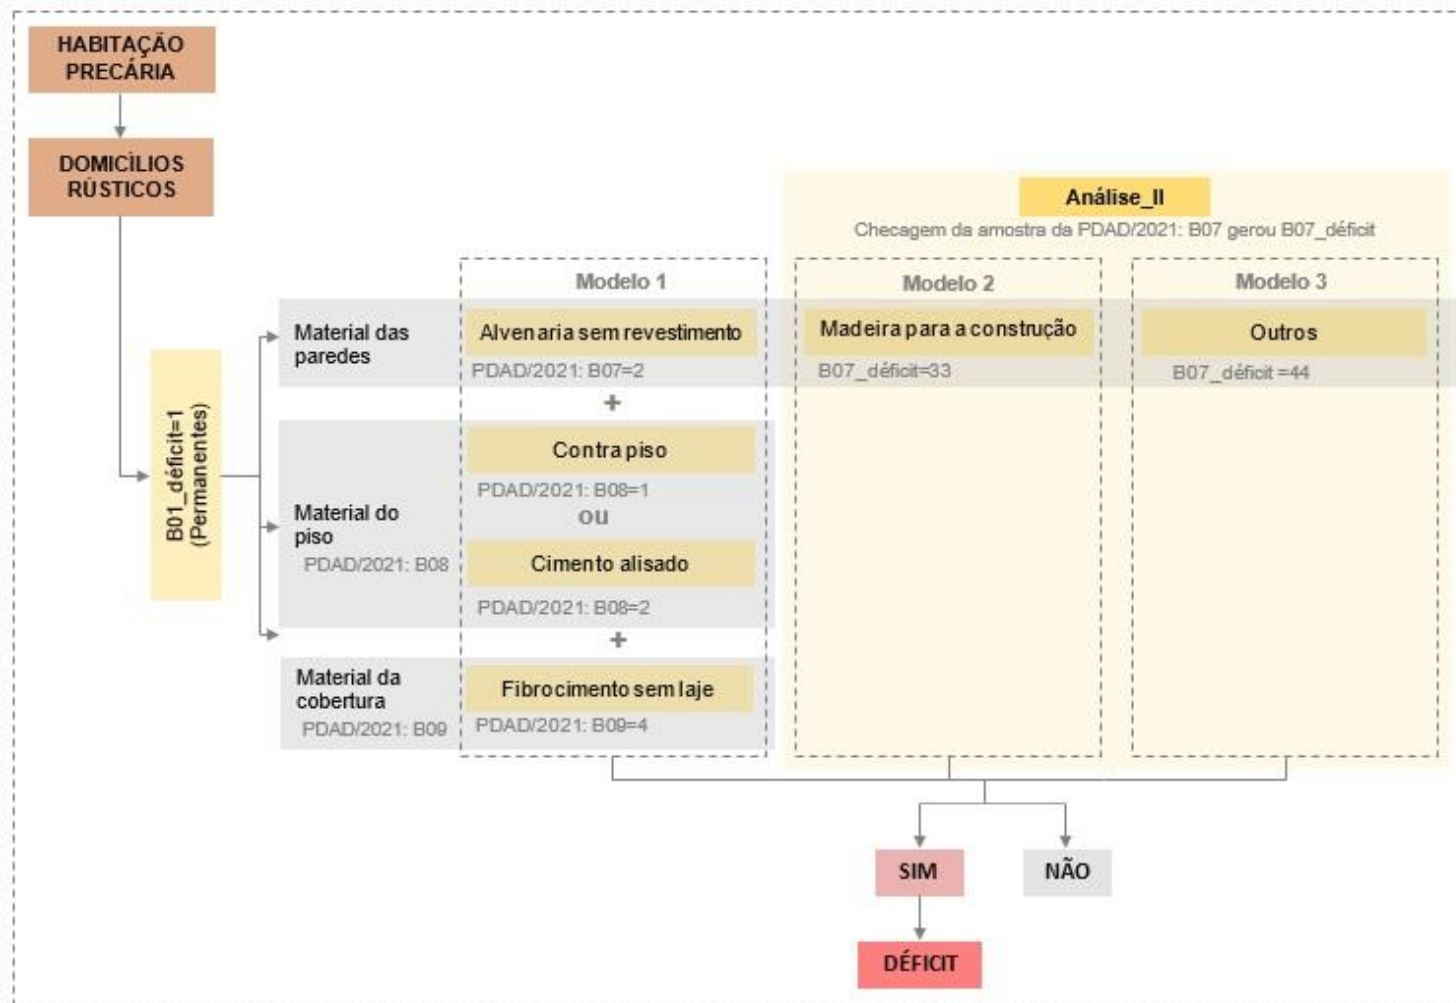 HABITAÇÃO
PRECÁRIA
DOMICÍLIOS
RÚSTICOS
Análise_II
Checagem da amostra da PDAD/2021: B07 gerou B07_déficit
Modelo 1
Modelo 2
Modelo 3
B01_déficit=1
(Permanentes)
Material das
paredes
Alvenaria sem revestimento
PDAD/2021: B07=2
Madeira para a construção
B07_déficit=33
Outros
B07_déficit =44
+
Material do
piso
PDAD/2021: B08
Contra piso
PDAD/2021: B08=1
ou
Cimento alisado
PDAD/2021: B08=2
+
Material da
cobertura
PDAD/2021: B09
Fibrocimento sem laje
PDAD/2021: B09=4
SIM
NÃO
DÉFICIT